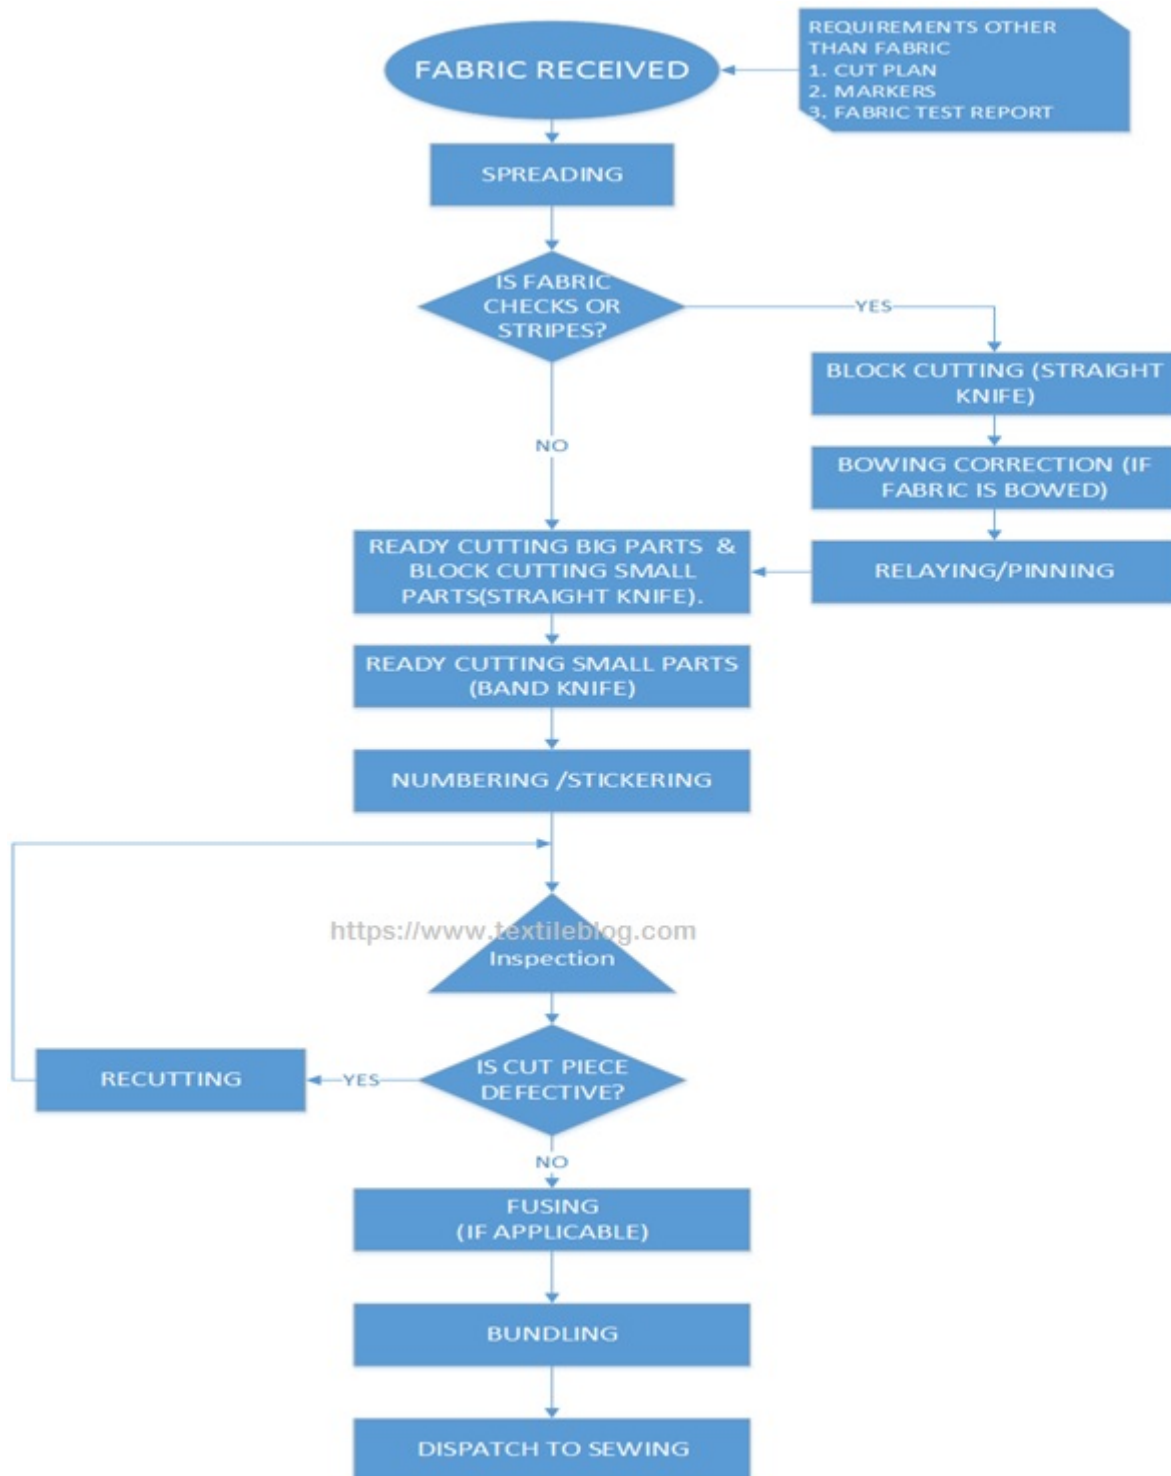 REQUIREMENTS OTHER
THAN FABRIC
1. CUT PLAN
2. MARKERS
3. FABRIC TEST REPORT
FABRIC RECEIVED
SPREADING
IS FABRIC
CHECKS OR
STRIPES?
YES
BLOCK CUTTING (STRAIGHT
KNIFE)
BOWING CORRECTION (IF
FABRIC IS BOWED)
RELAYING/PINNING
NO
READY CUTTING BIG PARTS &
BLOCK CUTTING SMALL
PARTS(STRAIGHT KNIFE).
READY CUTTING SMALL PARTS
(BAND KNIFE)
NUMBERING /STICKERING
https://www.textileblog.com
Inspection
IS CUT PIECE
DEFECTIVE?
YES
RECUTTING
NO
FUSING
(IF APPLICABLE)
BUNDLING
DISPATCH TO SEWING